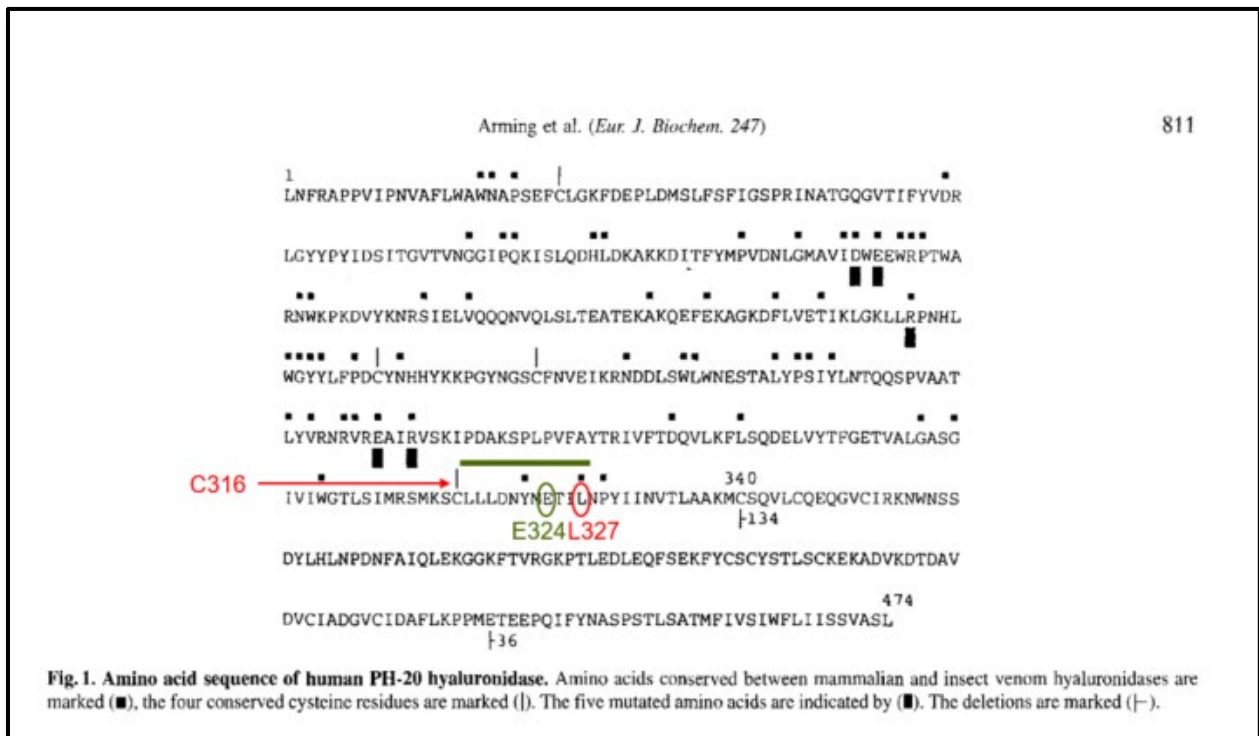 Arming et al. (Eur. J. Biochem. 247) 811
1
LNFRAPPVIPNVAFLWAWNAPSEFCLGKFDEPLDMSLFSFIGSPRINATGQGVTIFYVDR
LGYYPYIDSITGVTVNGGIPQKISLQDHLDKAKKDITFYMPVDNLGMAVIDWEEWRPTWA
RNWKPKDVYKNRSIELVQQQNVQLSLTEATEKAKQEFEKAGKDFLVETIKLGKLLRPNHL
WGYYLFPDCYNHHYKKPGYNGSCFNVEIKRNDDLSWLWNESTALYPSIYLNTQQSPVAAT
LYVRNRVREAIRVSKIPDAKSPLPVFAYTRIVFTDQVLKFLSQDELVYTFGETVALGASG
C316 340
IVIWGTLSIMRSMKSCLLLDNYNETILNPYIINVTLAAKMCSQVLCQEQGVCIRKNWNSS
E324 L327 ├134
DYLHLNPDNFAIQLEKGGKFTVRGKPTLEDLEQFSEKFYCSCYSTLSCKEKADVKDTDAV
474
DVCIADGVCIDAFLKPPMETEEPQIFYNASPSTLSATMFIVSIWFLIISSVASL
├36
Fig. 1. Amino acid sequence of human PH-20 hyaluronidase. Amino acids conserved between mammalian and insect venom hyaluronidases are
marked (■), the four conserved cysteine residues are marked (|). The five mutated amino acids are indicated by (▮). The deletions are marked (├).